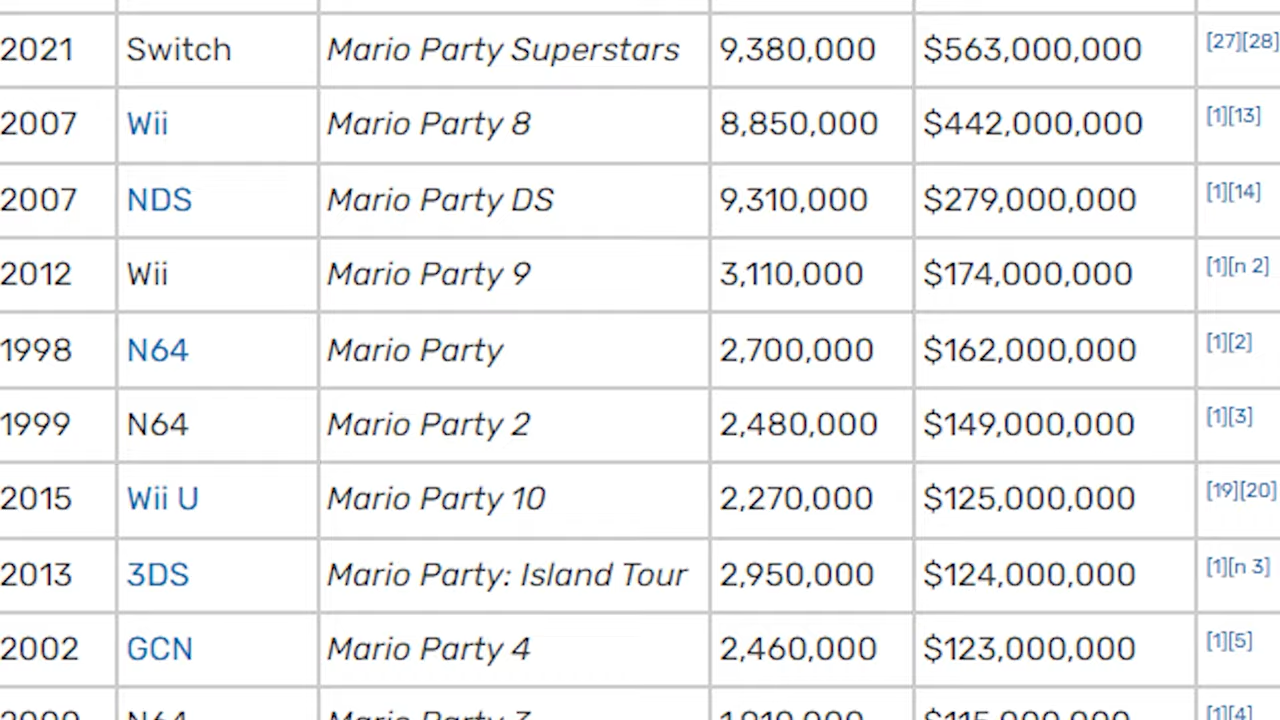 2021 Switch Mario Party Superstars 9,380,000 $563,000,000 [27][28]
2007 Wii Mario Party 8 8,850,000 $442,000,000 [1][13]
2007 NDS Mario Party DS 9,310,000 $279,000,000 [1][14]
2012 Wii Mario Party 9 3,110,000 $174,000,000 [1][n 2]
1998 N64 Mario Party 2,700,000 $162,000,000 [1][2]
1999 N64 Mario Party 2 2,480,000 $149,000,000 [1][3]
2015 Wii U Mario Party 10 2,270,000 $125,000,000 [19][20]
2013 3DS Mario Party: Island Tour 2,950,000 $124,000,000 [1][n 3]
2002 GCN Mario Party 4 2,460,000 $123,000,000 [1][5]
N64 Mario Party 3 [1][4]